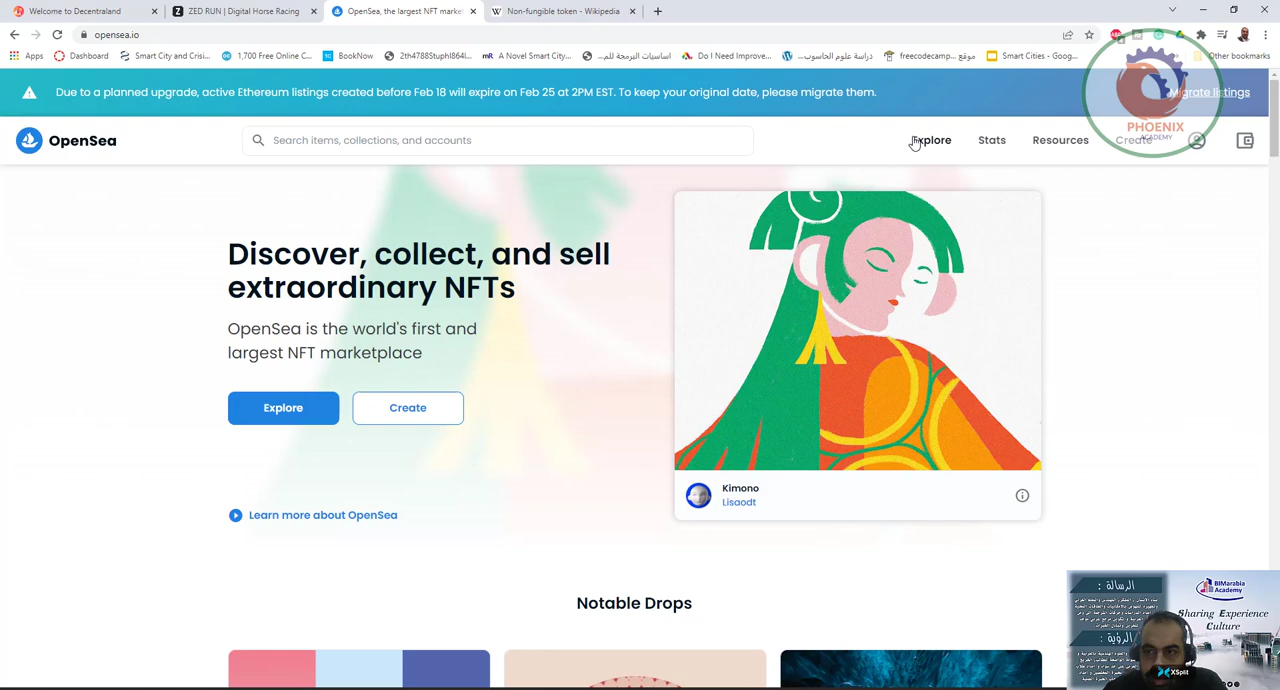 Welcome to Decentraland
ZED RUN | Digital Horse Racing
OpenSea, the largest NFT marke
Non-fungible token - Wikipedia
opensea.io
Apps
Dashboard
Smart City and Crisi...
1,700 Free Online C...
BookNow
2th4788Stuphl864l...
A Novel Smart City...
اساسيات البرمجة للم...
Do I Need Improve...
دراسة علوم الحاسوب...
موقع freecodecamp...
Smart Cities - Goog...
Other bookmarks
Due to a planned upgrade, active Ethereum listings created before Feb 18 will expire on Feb 25 at 2PM EST. To keep your original date, please migrate them.
Migrate listings
PHOENIX
ACADEMY
OpenSea
Search items, collections, and accounts
Explore
Stats
Resources
Create
Discover, collect, and sell
extraordinary NFTs
OpenSea is the world's first and
largest NFT marketplace
Explore
Create
Learn more about OpenSea
Kimono
Lisaodt
Notable Drops
الرسالة :
الرؤية :
BIMarabia
Academy
Sharing Experience
Culture
XSplit